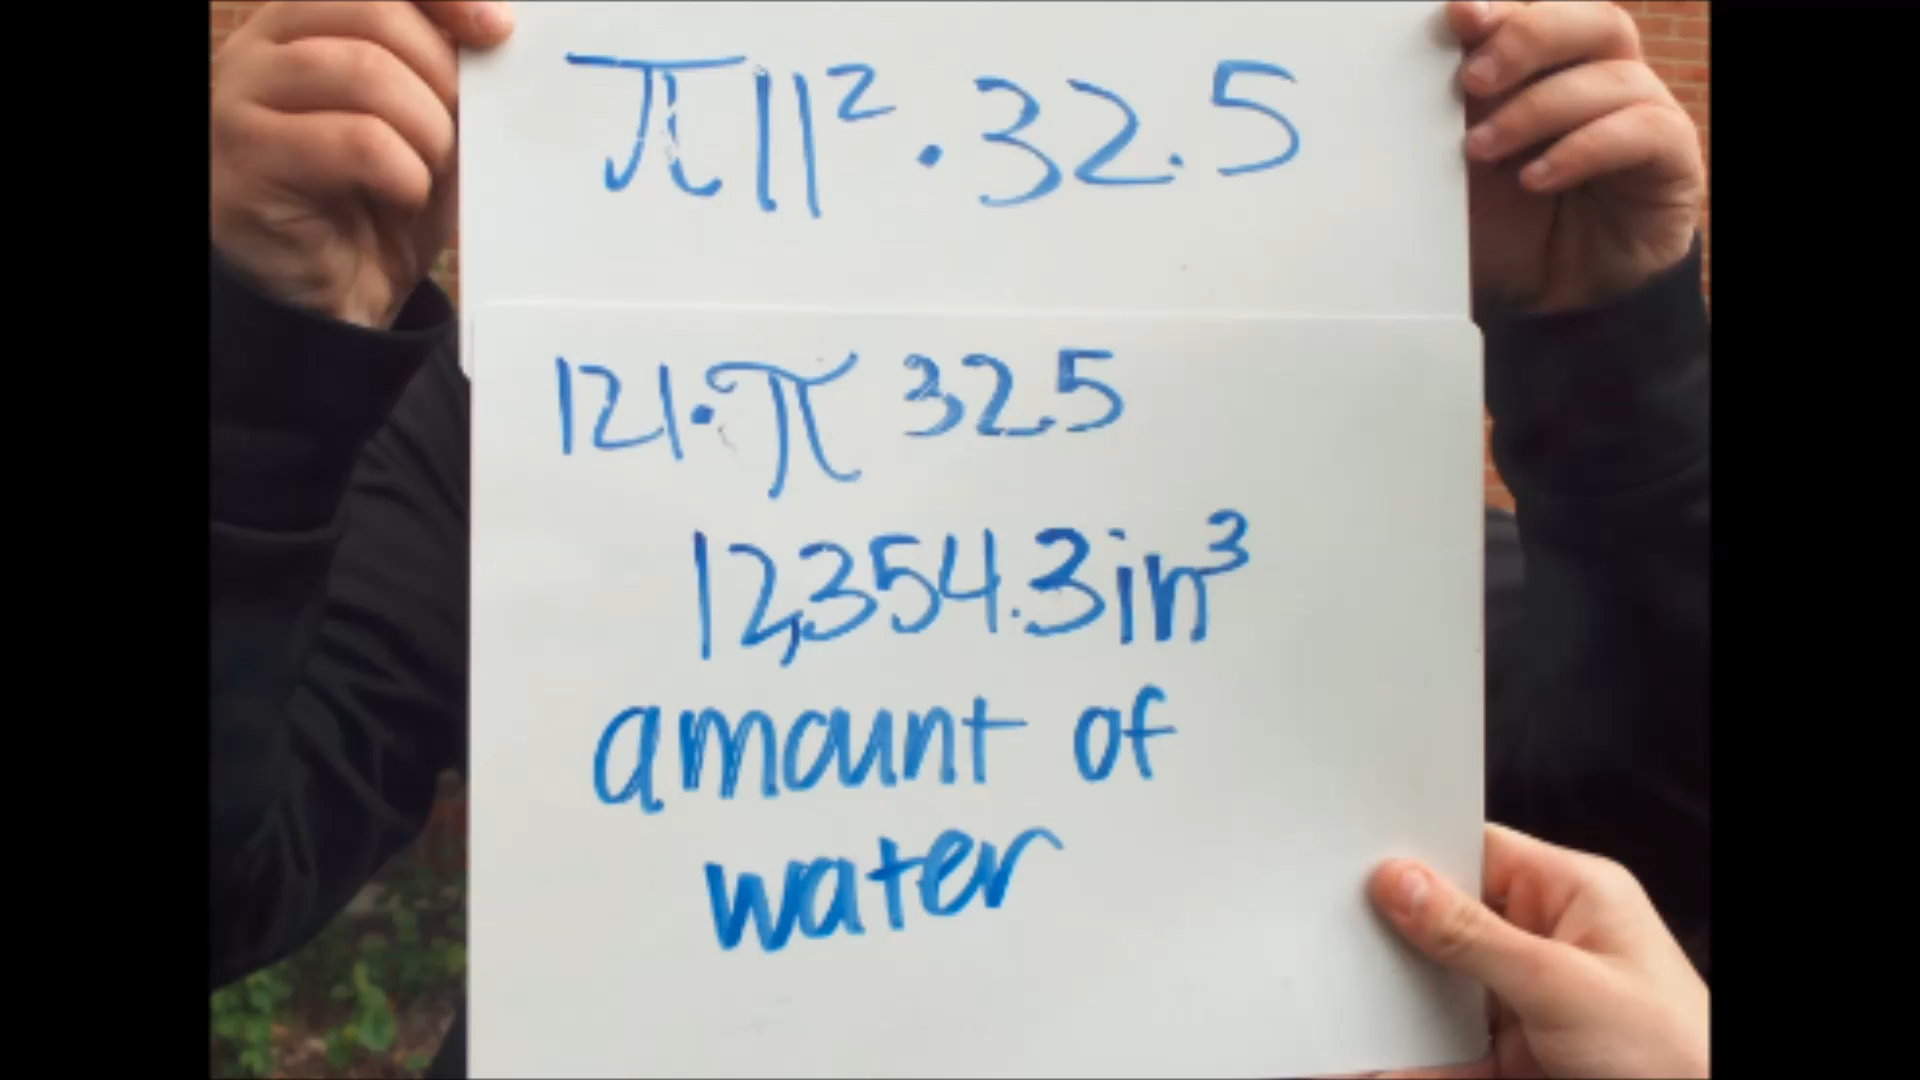 π11²·32.5
121·π 32.5
12,354.3in³
amount of
water